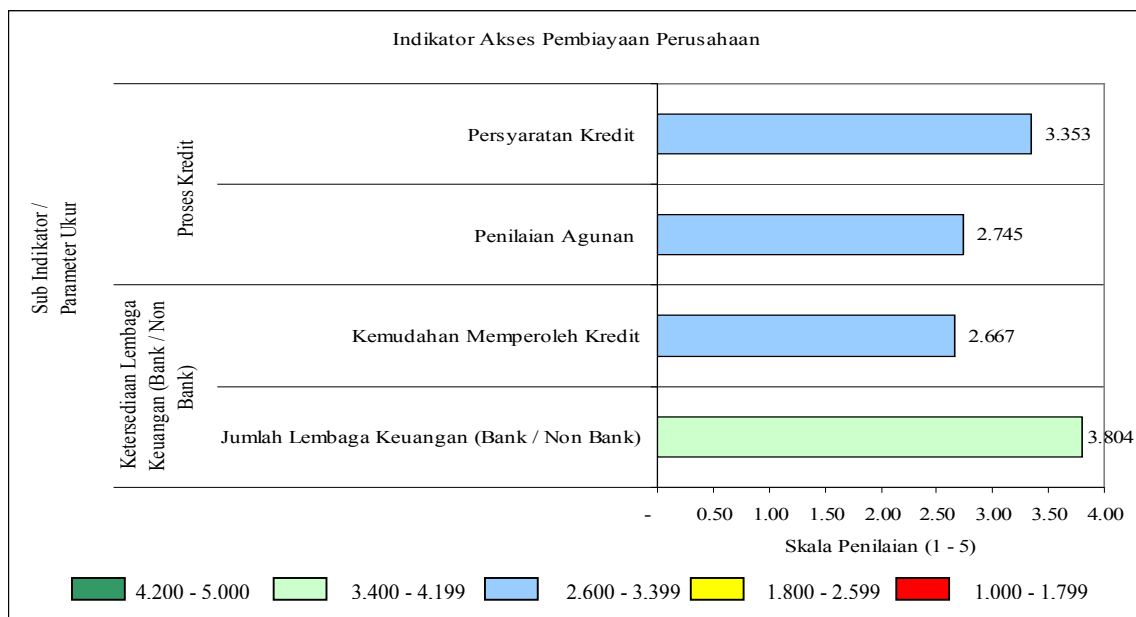 Indikator Akses Pembiayaan Perusahaan
Sub Indikator /
Parameter Ukur
Proses Kredit
Persyaratan Kredit
3.353
Penilaian Agunan
2.745
Ketersediaan Lembaga
Keuangan (Bank / Non
Bank)
Kemudahan Memperoleh Kredit
2.667
Jumlah Lembaga Keuangan (Bank / Non Bank)
3.804
- 0.50 1.00 1.50 2.00 2.50 3.00 3.50 4.00
Skala Penilaian (1 - 5)
4.200 - 5.000 3.400 - 4.199 2.600 - 3.399 1.800 - 2.599 1.000 - 1.799